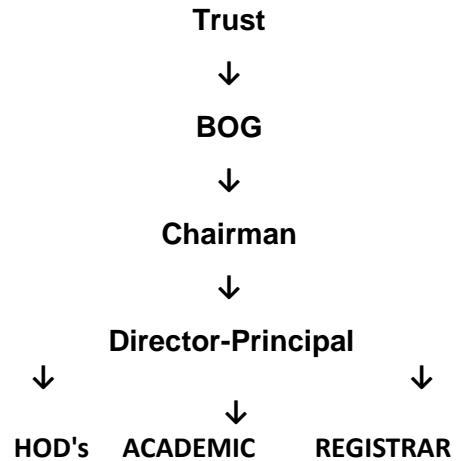 Trust
↓
BOG
↓
Chairman
↓
Director-Principal
↓ ↓
↓
HOD's ACADEMIC REGISTRAR